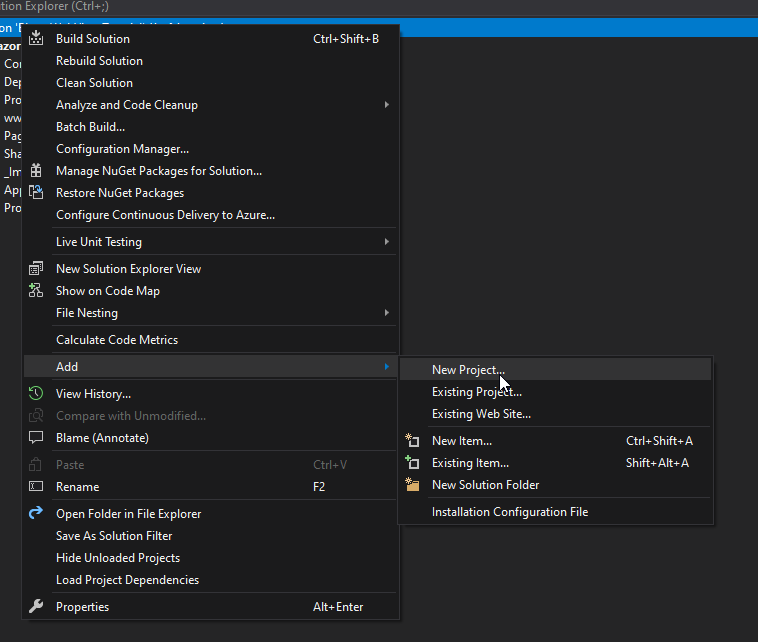 ution Explorer (Ctrl+;)
on
azor
Co
Dep
Pro
ww
Pag
Sha
_Im
App
Pro
Build Solution Ctrl+Shift+B
Rebuild Solution
Clean Solution
Analyze and Code Cleanup
Batch Build...
Configuration Manager...
Manage NuGet Packages for Solution...
Restore NuGet Packages
Configure Continuous Delivery to Azure...
Live Unit Testing
New Solution Explorer View
Show on Code Map
File Nesting
Calculate Code Metrics
Add
View History...
Compare with Unmodified...
Blame (Annotate)
Paste Ctrl+V
Rename F2
Open Folder in File Explorer
Save As Solution Filter
Hide Unloaded Projects
Load Project Dependencies
Properties Alt+Enter
New Project...
Existing Project...
Existing Web Site...
New Item... Ctrl+Shift+A
Existing Item... Shift+Alt+A
New Solution Folder
Installation Configuration File